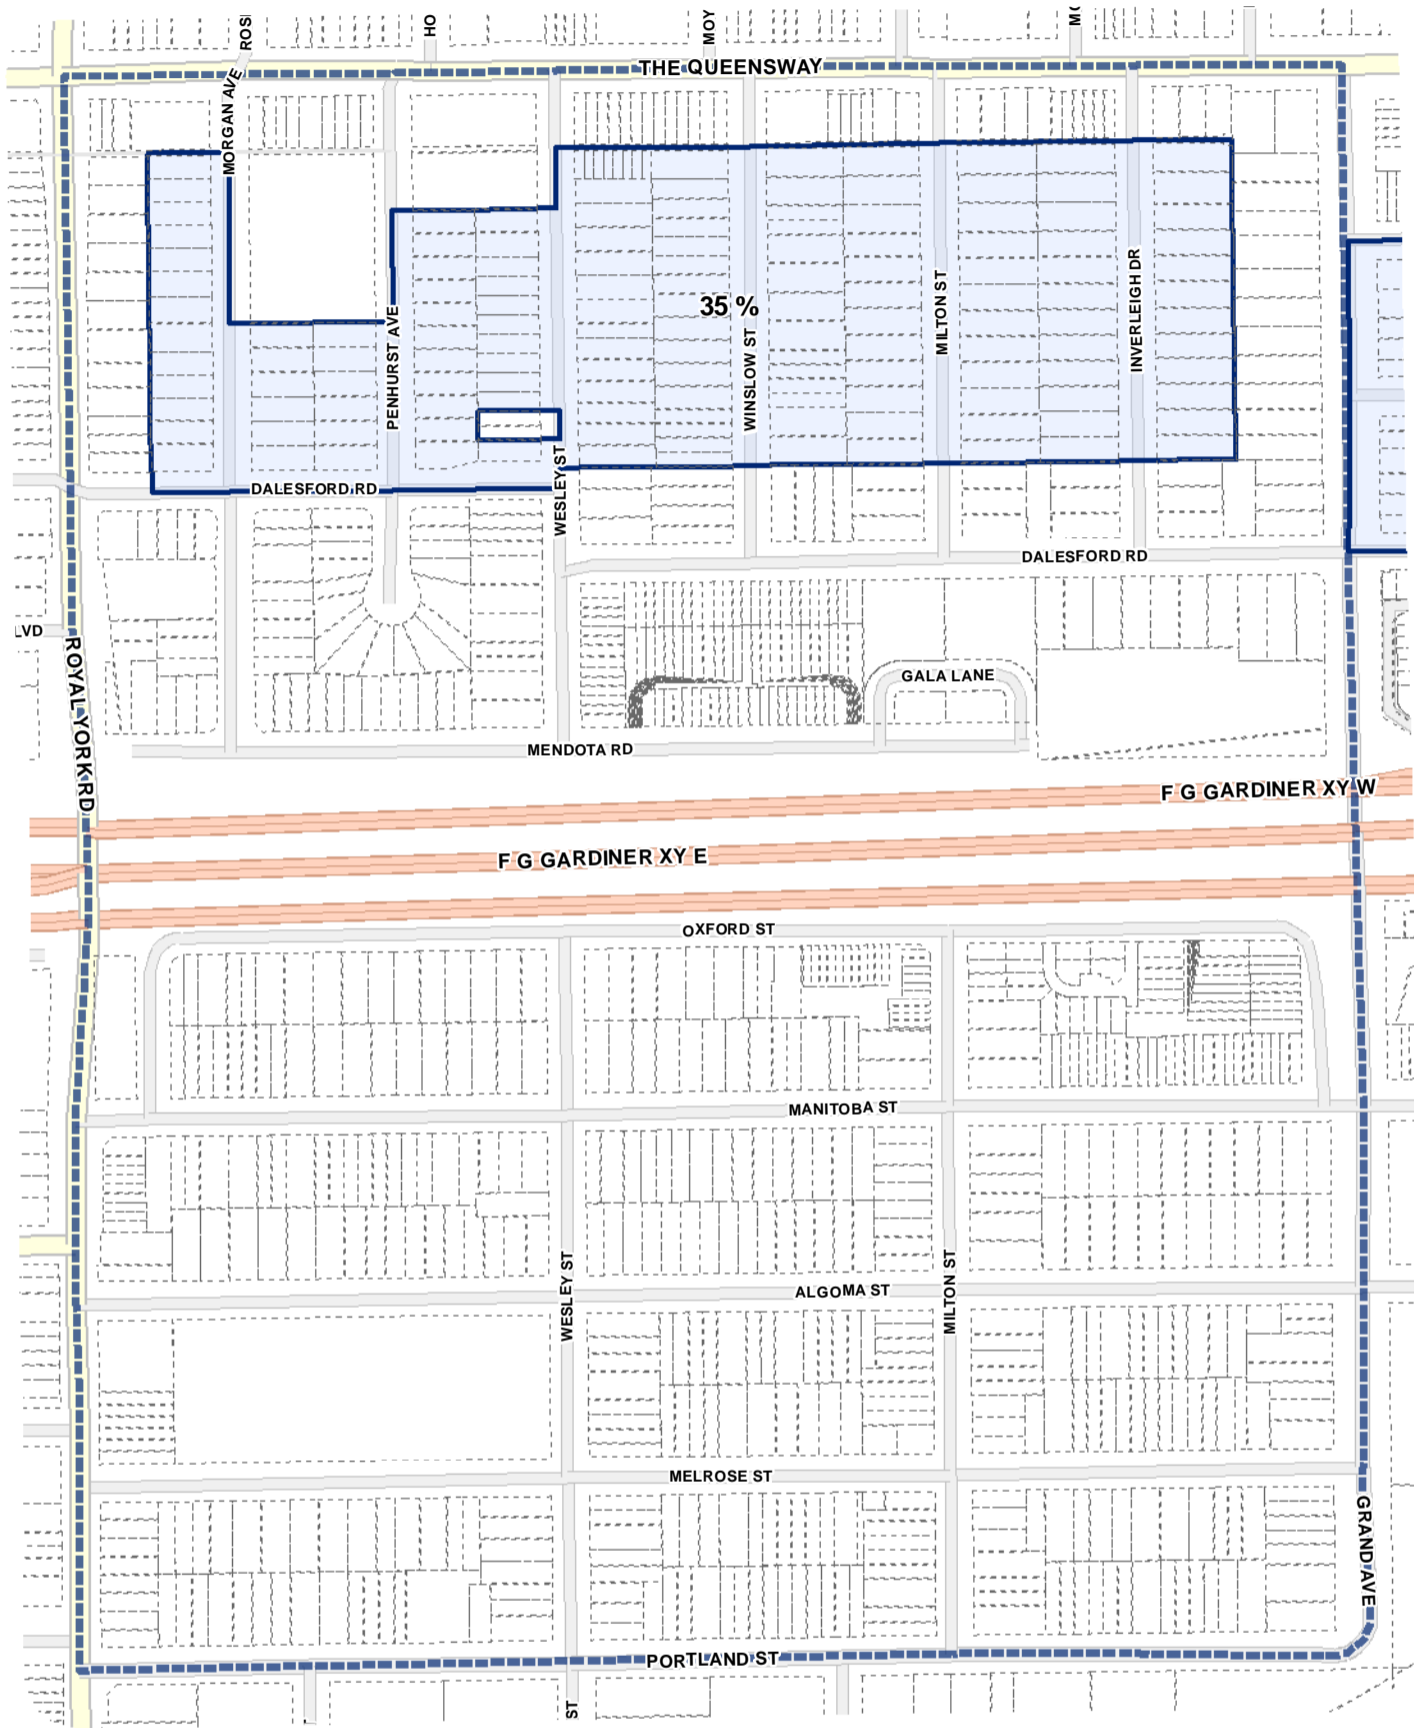 HO
MOY
THE QUEENSWAY
MORGAN AVE
35 %
PENHURST AVE
WINSLOW ST
MILTON ST
INVERLEIGH DR
DALESFORD RD
WESLEY ST
DALESFORD RD
LVD
ROYAL YORK RD
GALA LANE
MENDOTA RD
F G GARDINER XY W
F G GARDINER XY E
OXFORD ST
MANITOBA ST
WESLEY ST
ALGOMA ST
MILTON ST
MELROSE ST
GRAND AVE
PORTLAND ST
ST